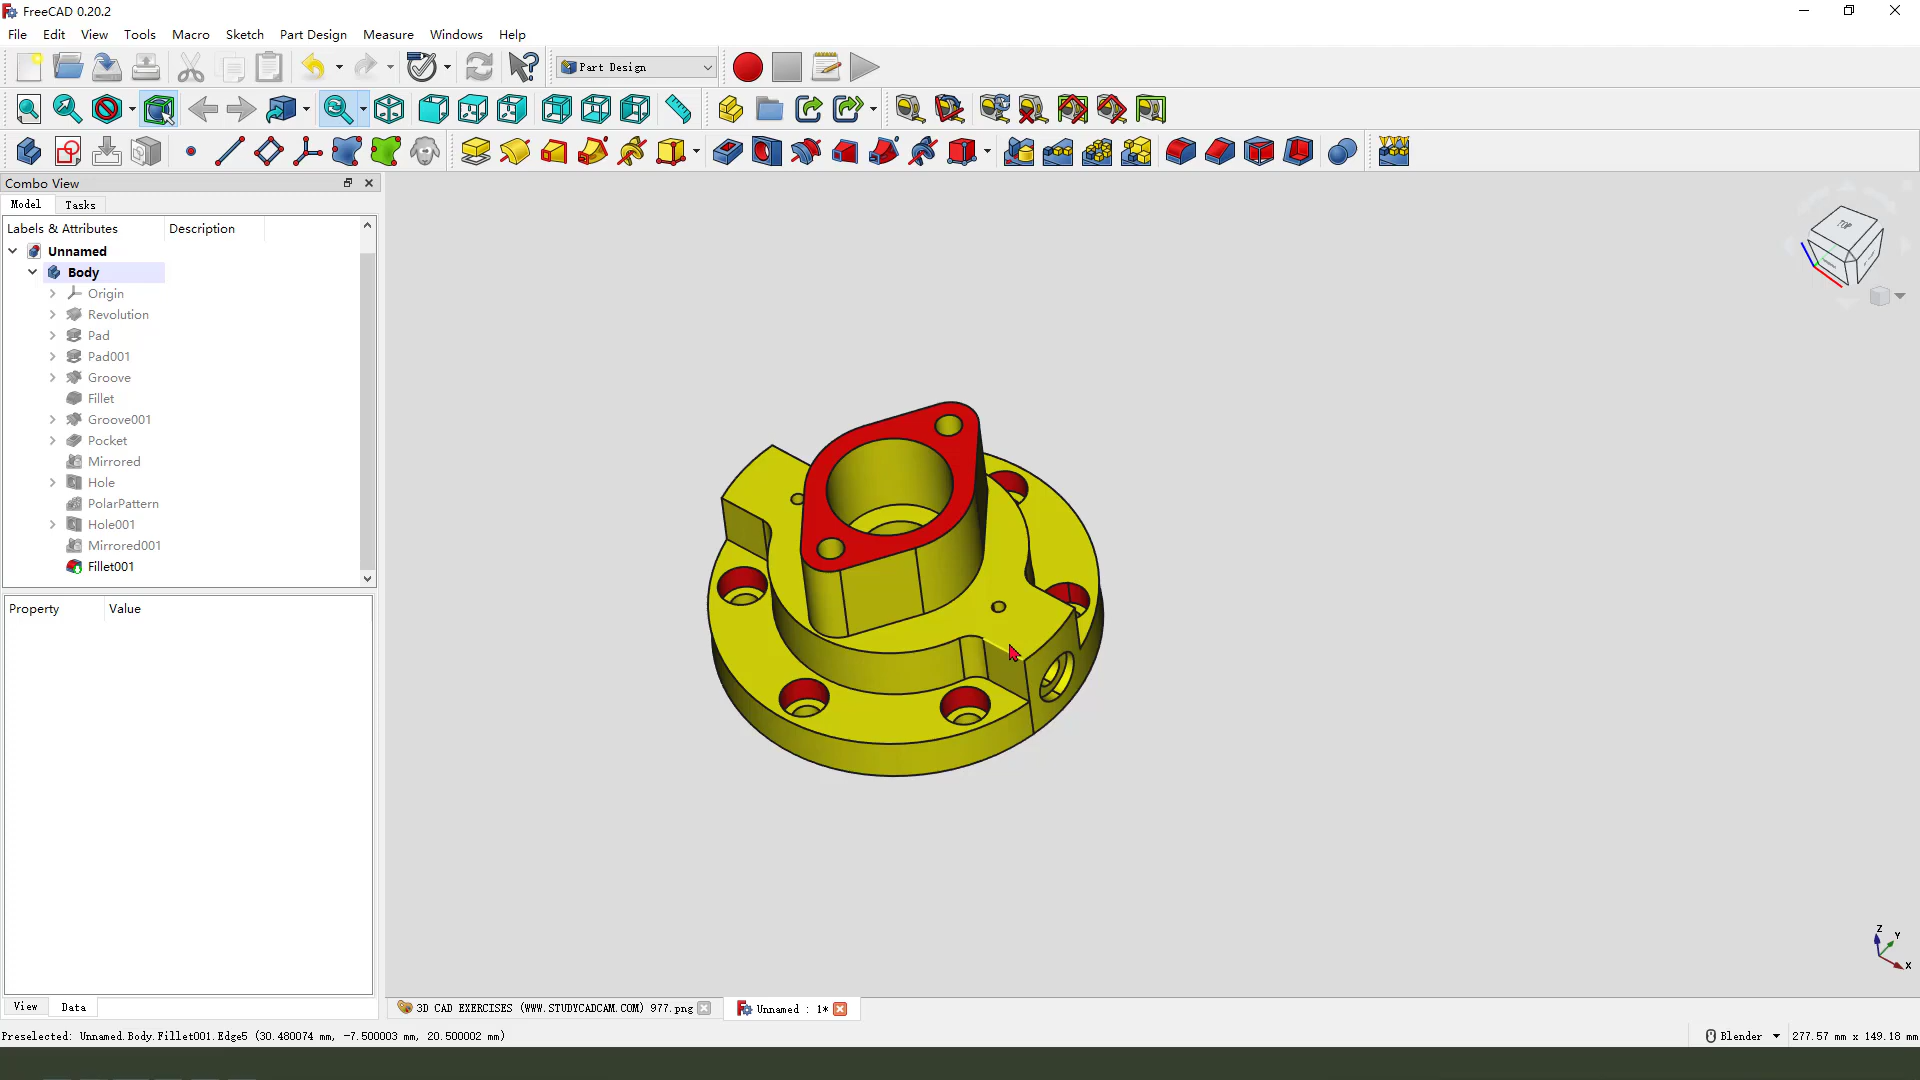 FreeCAD 0.20.2
File Edit View Tools Macro Sketch Part Design Measure Windows Help
Part Design
Combo View
Model Tasks
Labels & Attributes Description
Unnamed
Body
Origin
Revolution
Pad
Pad001
Groove
Fillet
Groove001
Pocket
Mirrored
Hole
PolarPattern
Hole001
Mirrored001
Fillet001
Property Value
TOP
Z
Y
X
View Data
3D CAD EXERCISES (WWW.STUDYCADCAM.COM) 977.png
Unnamed : 1*
Preselected: Unnamed.Body.Fillet001.Edge5 (30.480074 mm, -7.500003 mm, 20.500002 mm)
Blender
277.57 mm x 149.18 mm